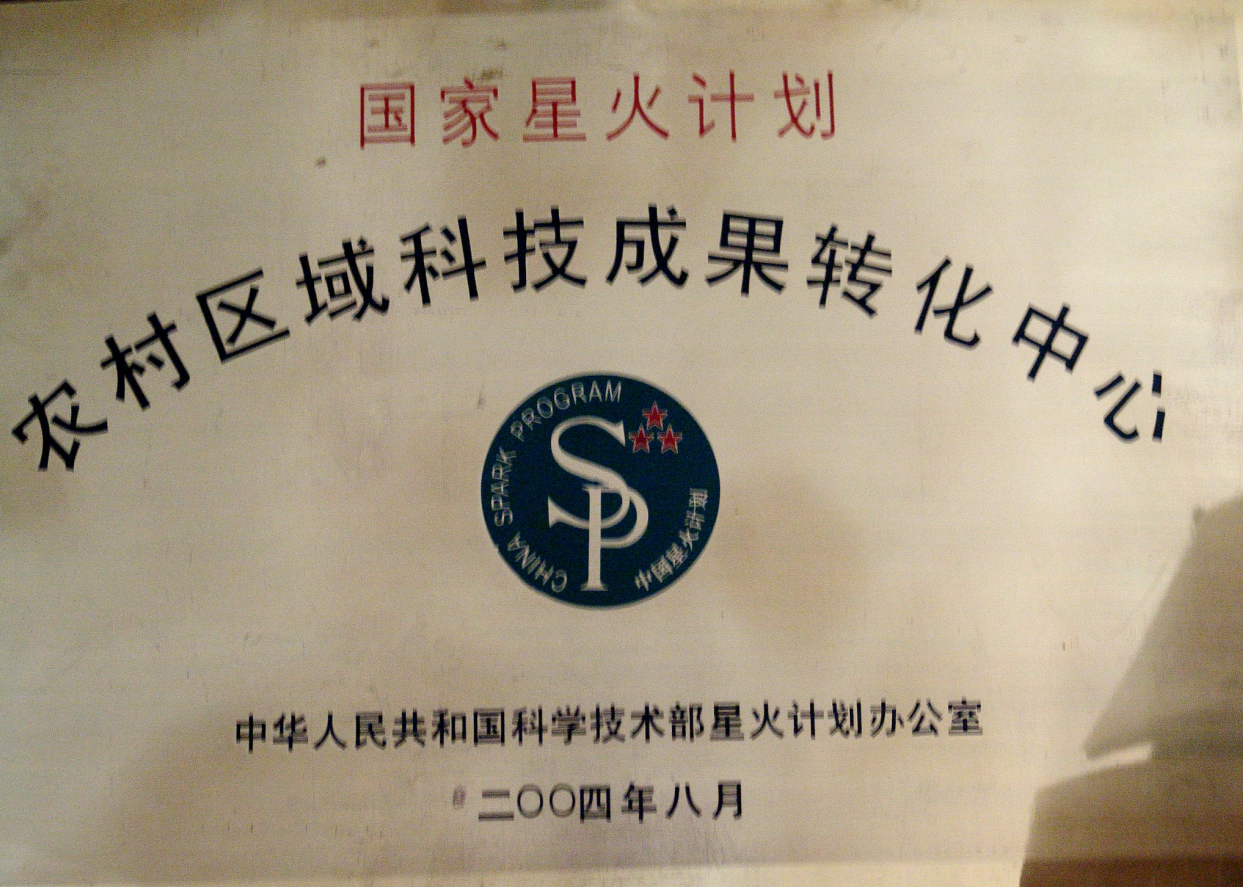 国家星火计划
农村区域科技成果转化中心
CHINA SPARK PROGRAM
SP
中国星火计划
中华人民共和国科学技术部星火计划办公室
二〇〇四年八月